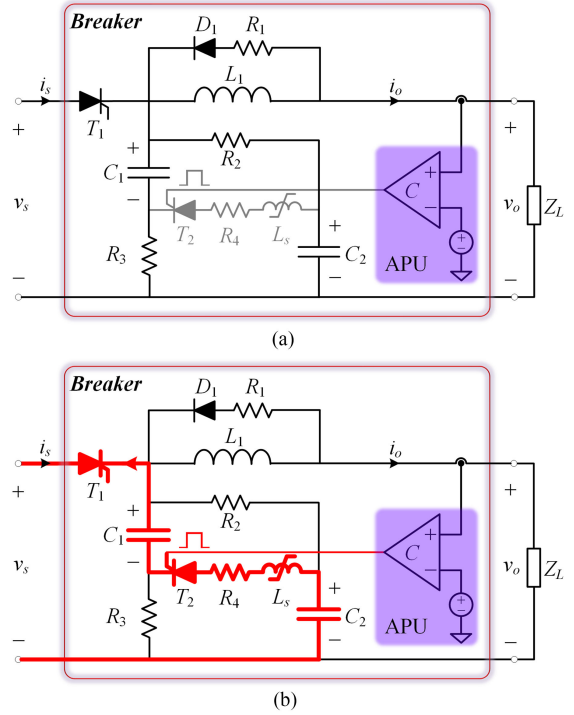 Breaker
D1 R1
is L1 io
T1
+ + R2 + +
C1 C
vs − T2 R4 Ls + − vo ZL
R3 C2 + −
− − APU −
(a)
Breaker
D1 R1
is L1 io
T1
+ + R2 + +
C1 C
vs − T2 R4 Ls + − vo ZL
R3 C2 + −
− − APU −
(b)